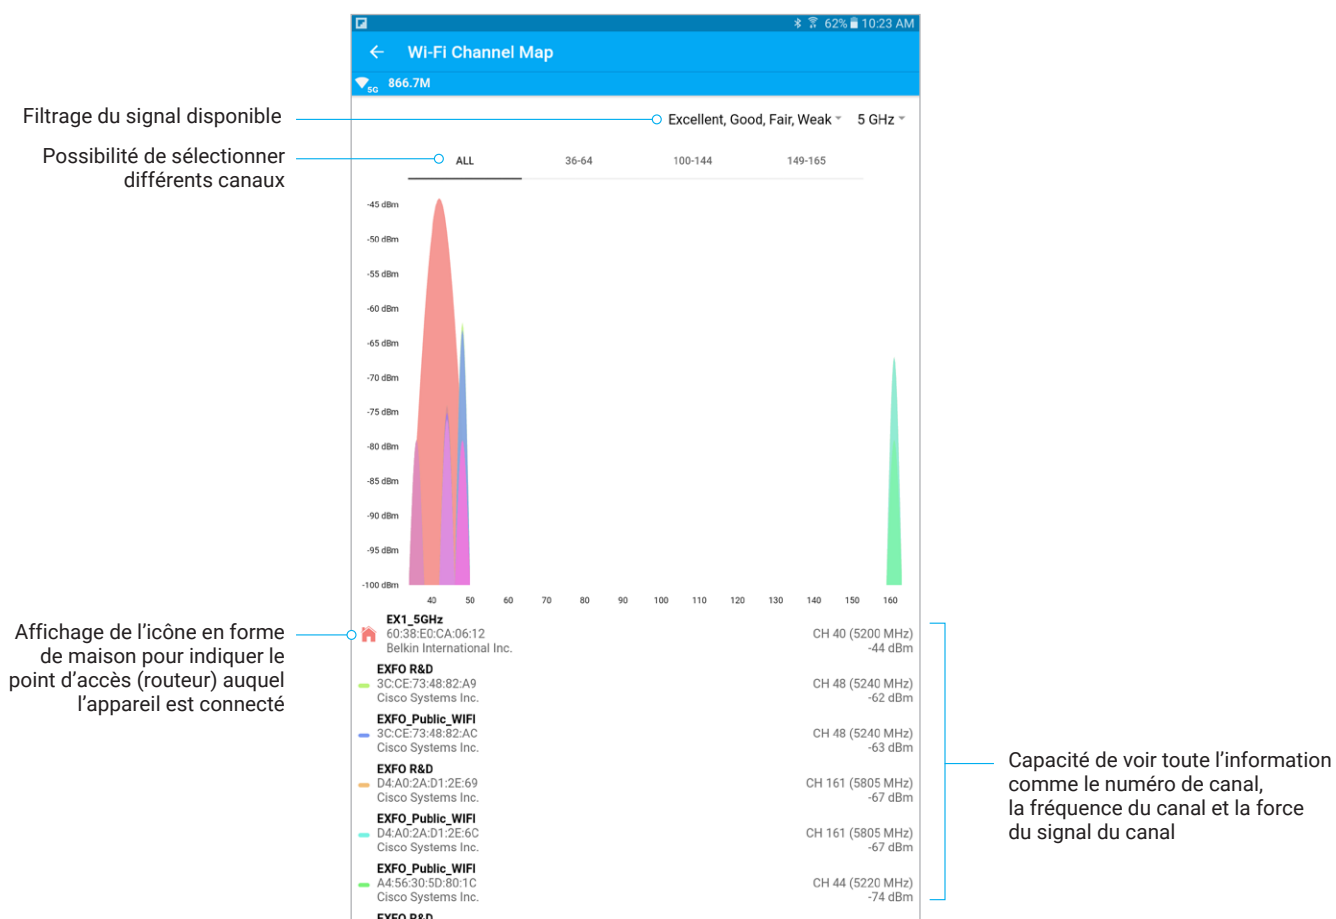 62% 10:23 AM
Wi-Fi Channel Map
5G 866.7M
Filtrage du signal disponible
Excellent, Good, Fair, Weak 5 GHz
Possibilité de sélectionner
différents canaux
ALL 36-64 100-144 149-165
-45 dBm
-50 dBm
-55 dBm
-60 dBm
-65 dBm
-70 dBm
-75 dBm
-80 dBm
-85 dBm
-90 dBm
-95 dBm
-100 dBm
40 50 60 70 80 90 100 110 120 130 140 150 160
Affichage de l’icône en forme
de maison pour indiquer le
point d’accès (routeur) auquel
l’appareil est connecté
EX1_5GHz
60:38:E0:CA:06:12 CH 40 (5200 MHz)
Belkin International Inc. -44 dBm
EXFO R&D
3C:CE:73:48:82:A9 CH 48 (5240 MHz)
Cisco Systems Inc. -62 dBm
EXFO_Public_WIFI
3C:CE:73:48:82:AC CH 48 (5240 MHz)
Cisco Systems Inc. -63 dBm
EXFO R&D
D4:A0:2A:D1:2E:69 CH 161 (5805 MHz)
Cisco Systems Inc. -67 dBm
EXFO_Public_WIFI
D4:A0:2A:D1:2E:6C CH 161 (5805 MHz)
Cisco Systems Inc. -67 dBm
EXFO_Public_WIFI
A4:56:30:5D:80:1C CH 44 (5220 MHz)
Cisco Systems Inc. -74 dBm
EXFO R&D
Capacité de voir toute l’information
comme le numéro de canal,
la fréquence du canal et la force
du signal du canal